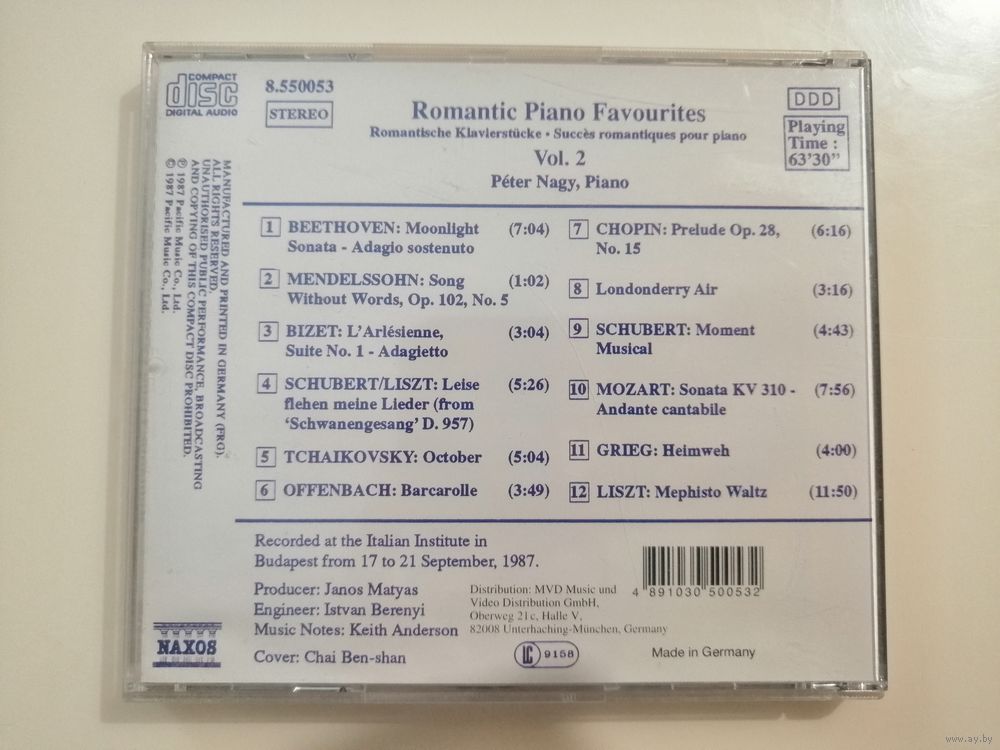 COMPACT
disc
DIGITAL AUDIO
8.550053
STEREO
Romantic Piano Favourites
Romantische Klavierstücke • Succès romantiques pour piano
Vol. 2
Péter Nagy, Piano
DDD
Playing
Time :
63'30"
MANUFACTURED AND PRINTED IN GERMANY (FRG).
ALL RIGHTS RESERVED.
UNAUTHORISED PUBLIC PERFORMANCE, BROADCASTING
AND COPYING OF THIS COMPACT DISC PROHIBITED.
℗ 1987 Pacific Music Co., Ltd.
© 1987 Pacific Music Co., Ltd.
1 BEETHOVEN: Moonlight (7:04)
Sonata - Adagio sostenuto
2 MENDELSSOHN: Song (1:02)
Without Words, Op. 102, No. 5
3 BIZET: L'Arlésienne, (3:04)
Suite No. 1 - Adagietto
4 SCHUBERT/LISZT: Leise (5:26)
flehen meine Lieder (from
'Schwanengesang' D. 957)
5 TCHAIKOVSKY: October (5:04)
6 OFFENBACH: Barcarolle (3:49)
7 CHOPIN: Prelude Op. 28, (6:16)
No. 15
8 Londonderry Air (3:16)
9 SCHUBERT: Moment (4:43)
Musical
10 MOZART: Sonata KV 310 - (7:56)
Andante cantabile
11 GRIEG: Heimweh (4:00)
12 LISZT: Mephisto Waltz (11:50)
Recorded at the Italian Institute in
Budapest from 17 to 21 September, 1987.
Producer: Janos Matyas
Engineer: Istvan Berenyi
Music Notes: Keith Anderson
Cover: Chai Ben-shan
Distribution: MVD Music und
Video Distribution GmbH,
Oberweg 21c, Halle V,
82008 Unterhaching-München, Germany
LC 9158
4 891030 500532
Made in Germany
NAXOS
www.ay.by